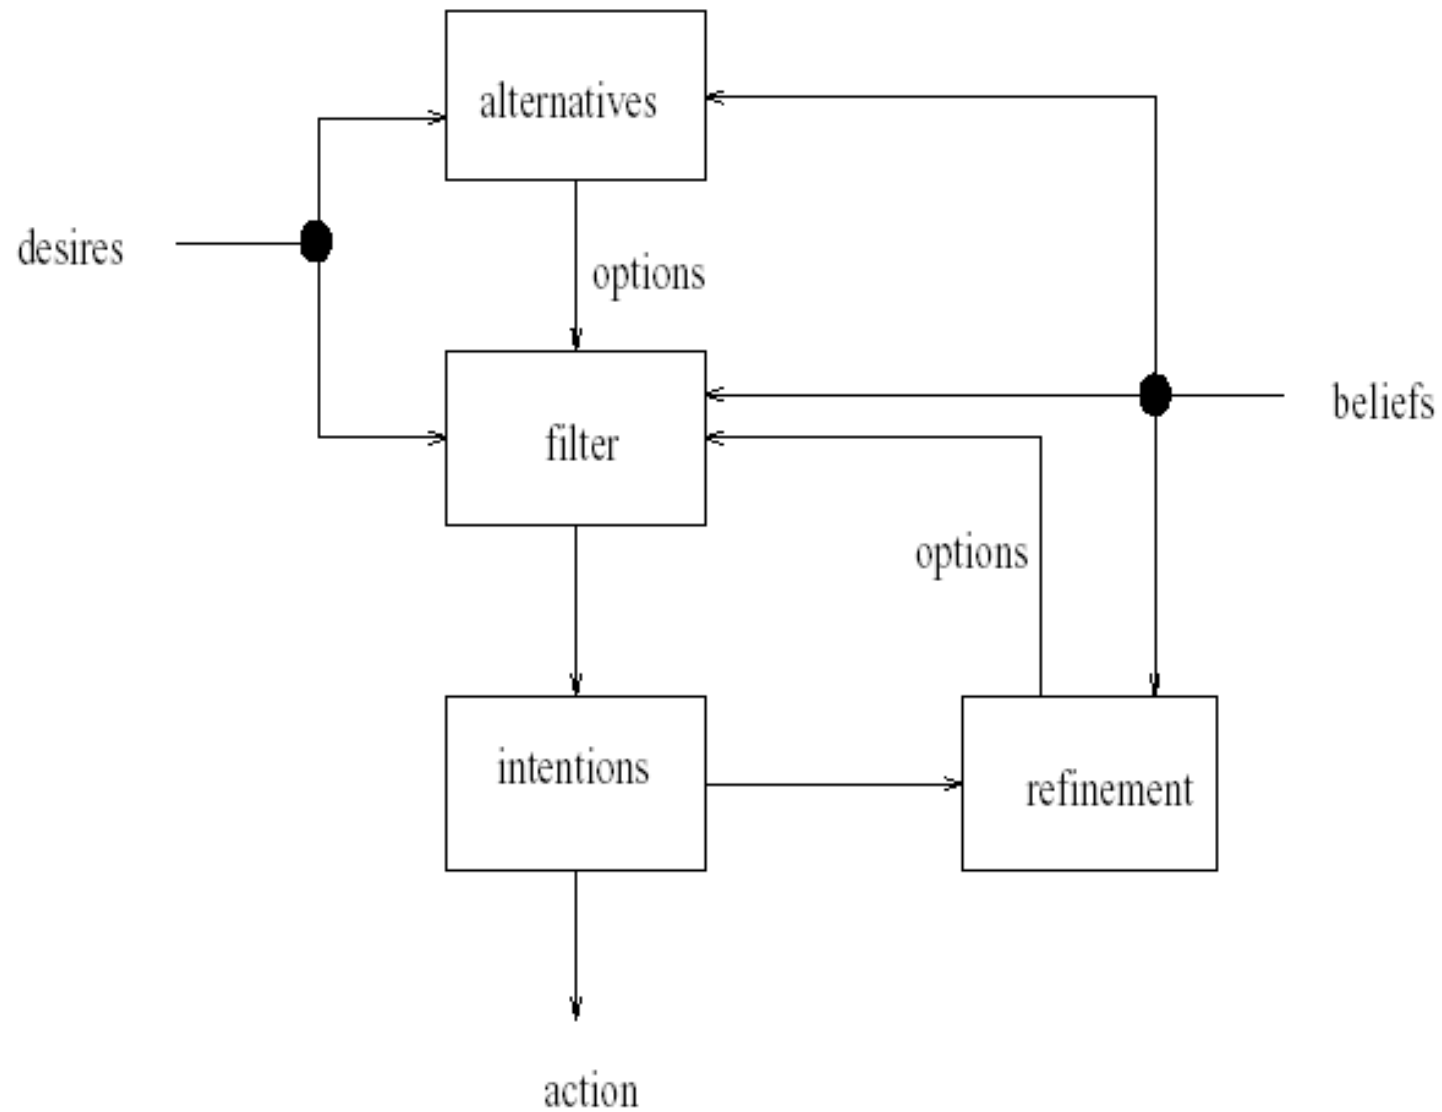 alternatives
desires
options
beliefs
filter
options
intentions
refinement
action